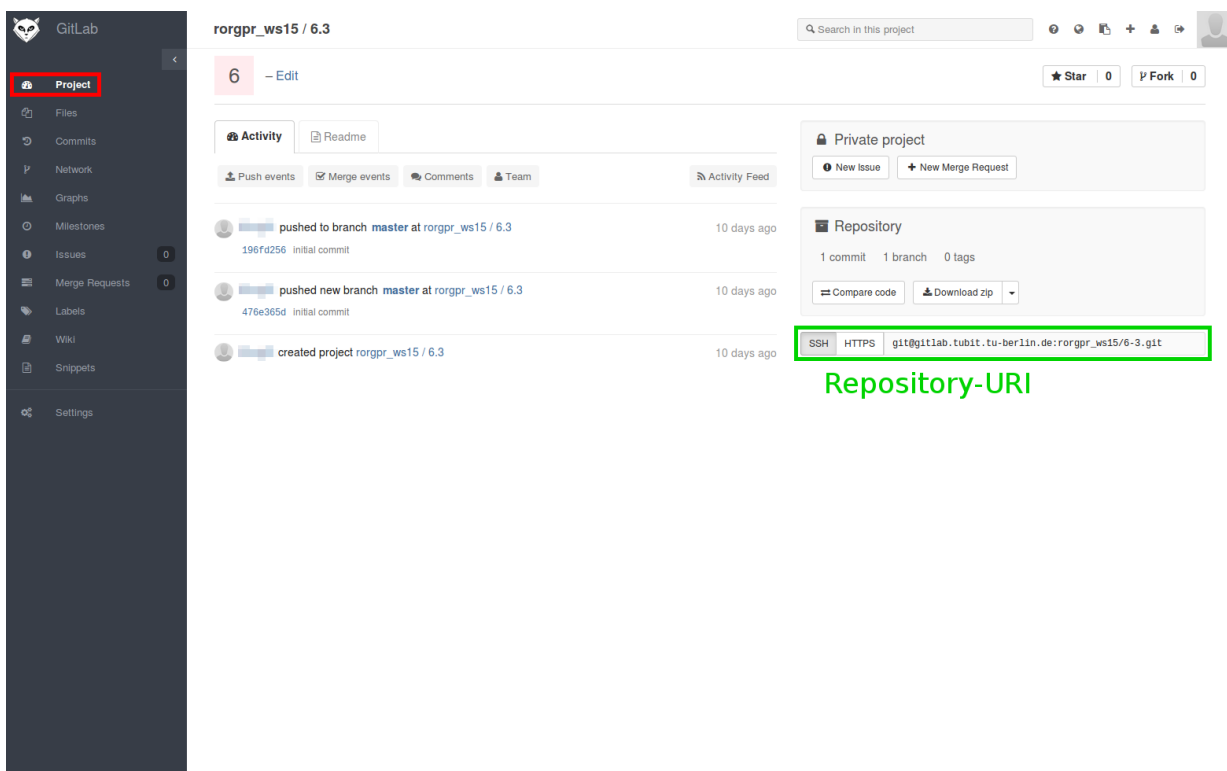 GitLab
rorgpr_ws15 / 6.3
Search in this project
<
6 – Edit
Star 0
Fork 0
Project
Files
Commits
Network
Graphs
Milestones
Issues 0
Merge Requests 0
Labels
Wiki
Snippets
Settings
Activity Readme
Push events Merge events Comments Team Activity Feed
pushed to branch master at rorgpr_ws15 / 6.3 10 days ago
196fd256 initial commit
pushed new branch master at rorgpr_ws15 / 6.3 10 days ago
476e365d initial commit
created project rorgpr_ws15 / 6.3 10 days ago
Private project
New Issue + New Merge Request
Repository
1 commit 1 branch 0 tags
Compare code Download zip
SSH HTTPS git@gitlab.tubit.tu-berlin.de:rorgpr_ws15/6-3.git
Repository-URI